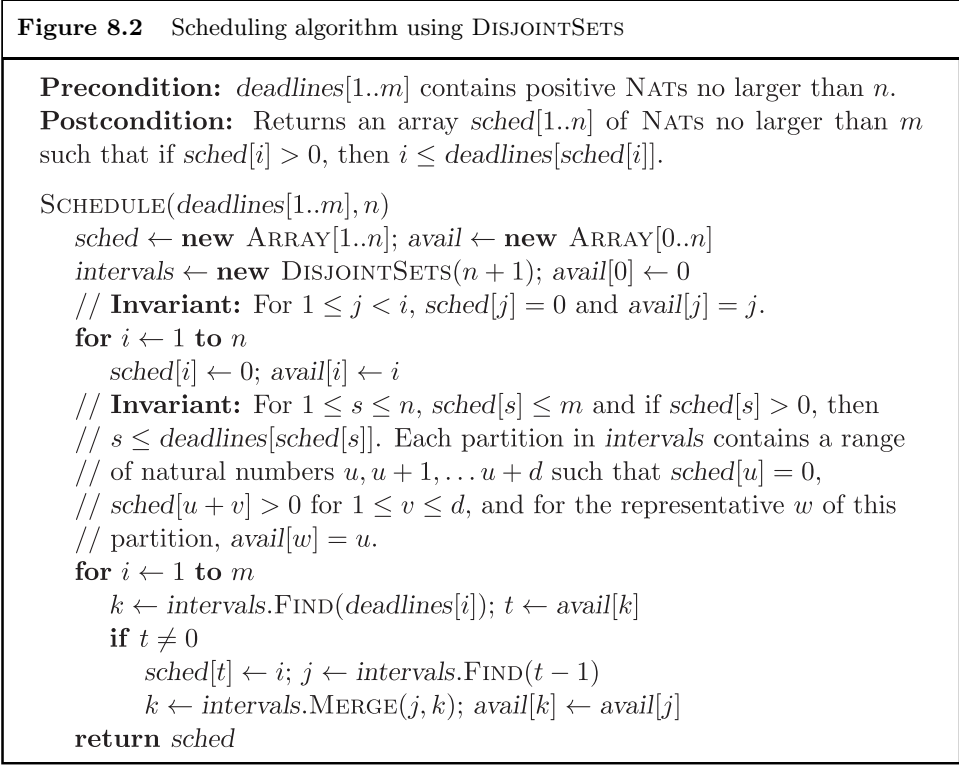 Figure 8.2 Scheduling algorithm using DISJOINTSETS
Precondition: deadlines[1..m] contains positive NATs no larger than n.
Postcondition: Returns an array sched[1..n] of NATs no larger than m
such that if sched[i] > 0, then i ≤ deadlines[sched[i]].
SCHEDULE(deadlines[1..m], n)
sched ← new ARRAY[1..n]; avail ← new ARRAY[0..n]
intervals ← new DISJOINTSETS(n + 1); avail[0] ← 0
// Invariant: For 1 ≤ j < i, sched[j] = 0 and avail[j] = j.
for i ← 1 to n
sched[i] ← 0; avail[i] ← i
// Invariant: For 1 ≤ s ≤ n, sched[s] ≤ m and if sched[s] > 0, then
// s ≤ deadlines[sched[s]]. Each partition in intervals contains a range
// of natural numbers u, u + 1, . . . u + d such that sched[u] = 0,
// sched[u + v] > 0 for 1 ≤ v ≤ d, and for the representative w of this
// partition, avail[w] = u.
for i ← 1 to m
k ← intervals.FIND(deadlines[i]); t ← avail[k]
if t ≠ 0
sched[t] ← i; j ← intervals.FIND(t − 1)
k ← intervals.MERGE(j, k); avail[k] ← avail[j]
return sched